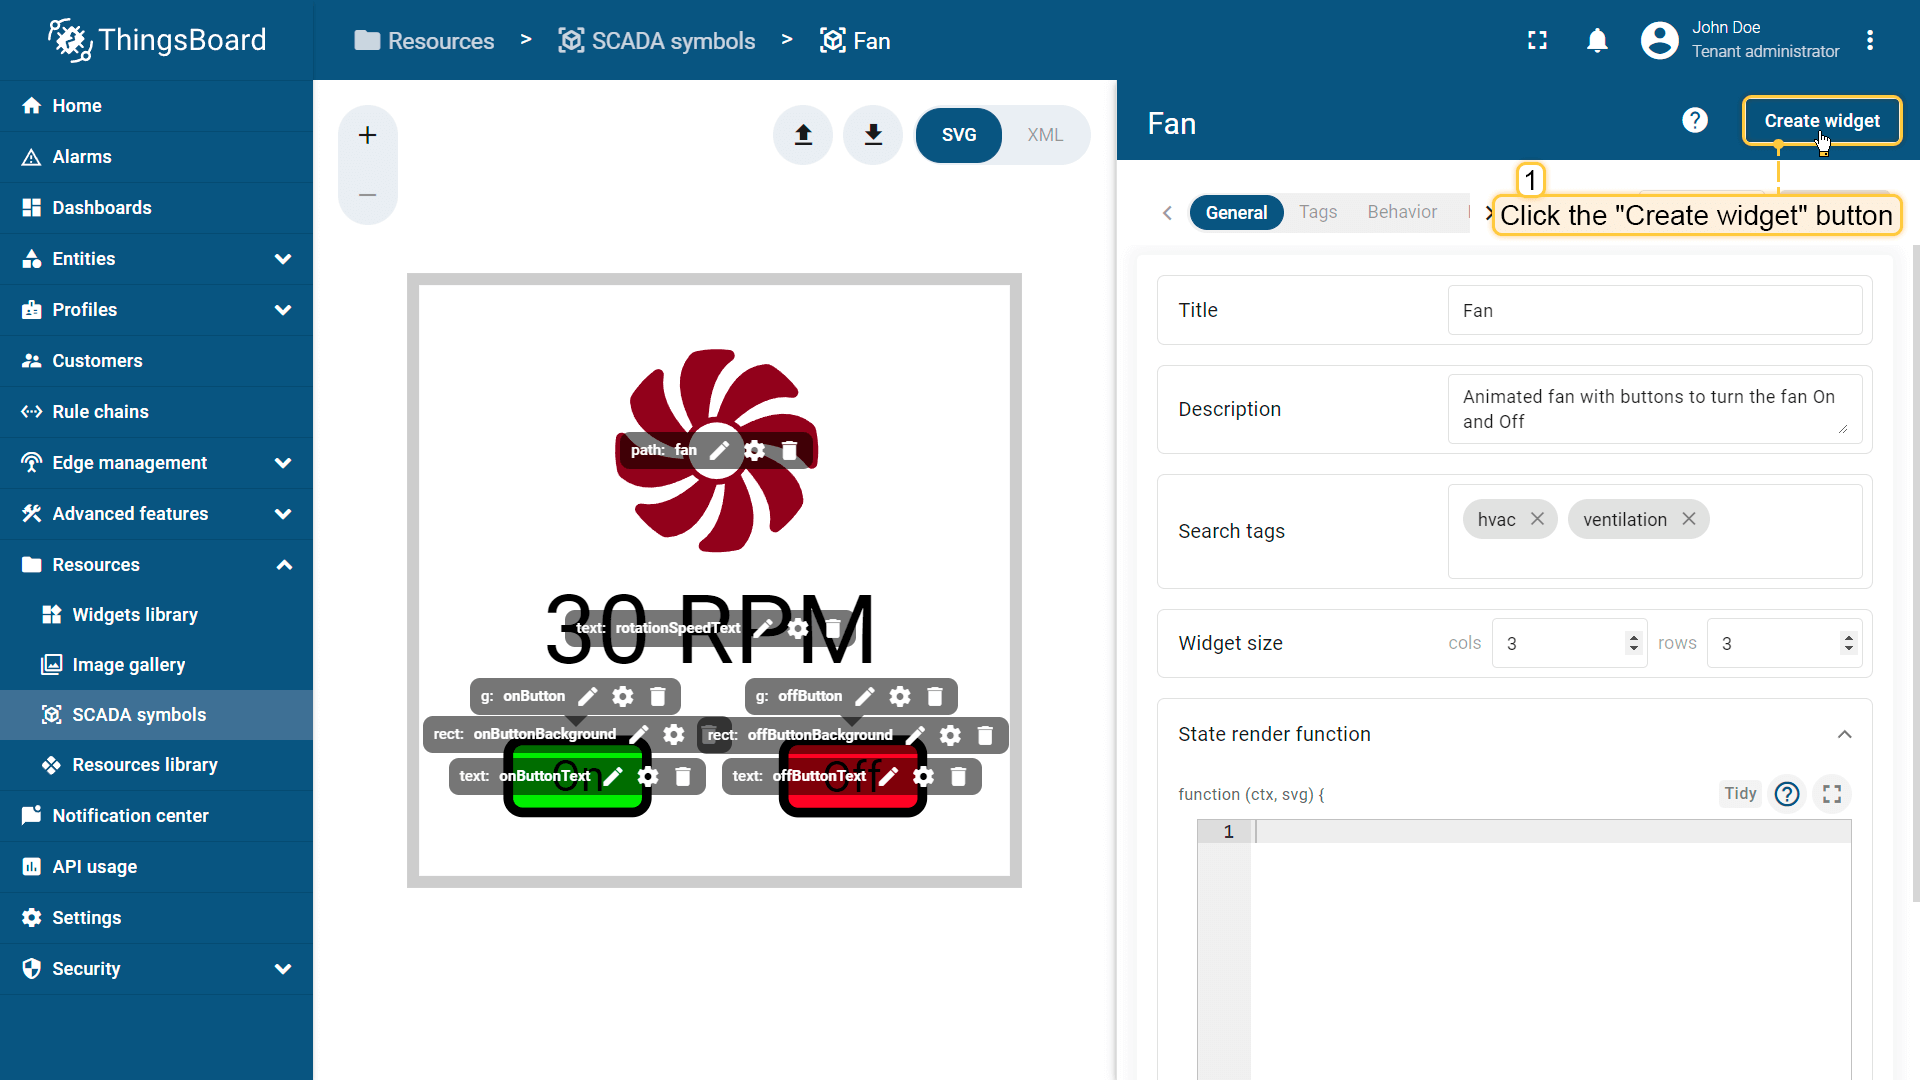 ThingsBoard
Resources > SCADA symbols > Fan
John Doe
Tenant administrator
Home
Alarms
Dashboards
Entities
Profiles
Customers
Rule chains
Edge management
Advanced features
Resources
Widgets library
Image gallery
SCADA symbols
Resources library
Notification center
API usage
Settings
Security
SVG XML
path: fan
30 RPM
text: rotationSpeedText
g: onButton
g: offButton
rect: onButtonBackground
rect: offButtonBackground
On
text: onButtonText
Off
text: offButtonText
Fan
Create widget
1
Click the "Create widget" button
General Tags Behavior
Title Fan
Description
Animated fan with buttons to turn the fan On
and Off
Search tags hvac ventilation
Widget size cols 3 rows 3
State render function
function (ctx, svg) { Tidy
1